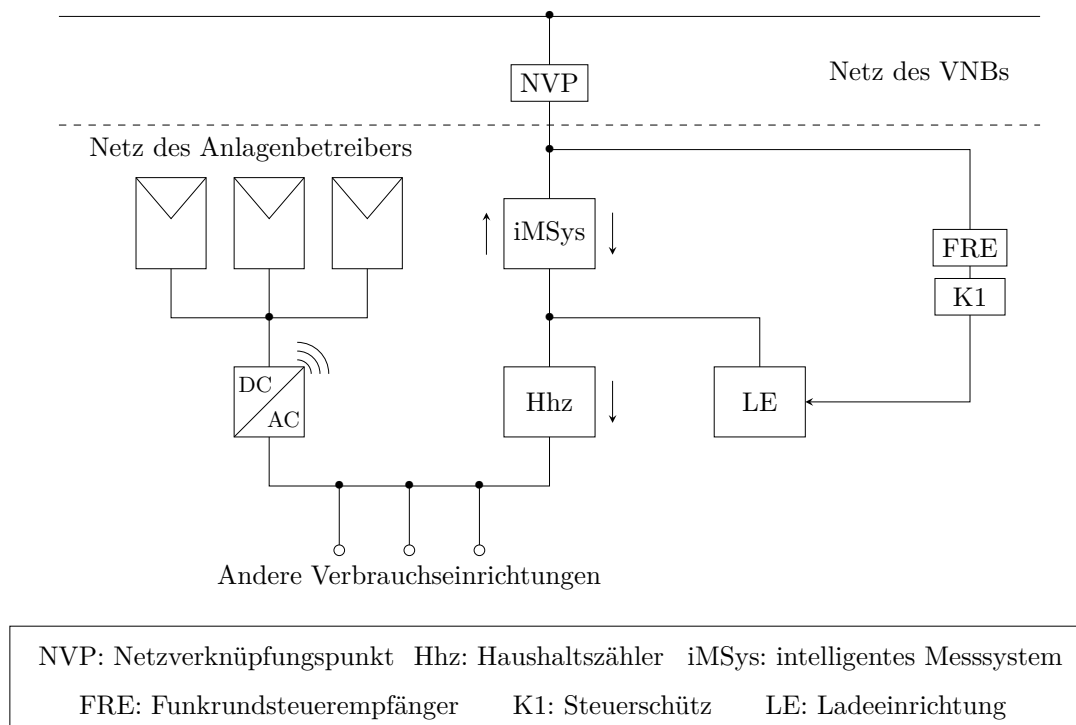 Netz des VNBs
NVP
Netz des Anlagenbetreibers
iMSys
FRE
K1
DC
AC
Hhz
LE
Andere Verbrauchseinrichtungen
NVP: Netzverknüpfungspunkt Hhz: Haushaltszähler iMSys: intelligentes Messsystem
FRE: Funkrundsteuerempfänger K1: Steuerschütz LE: Ladeeinrichtung